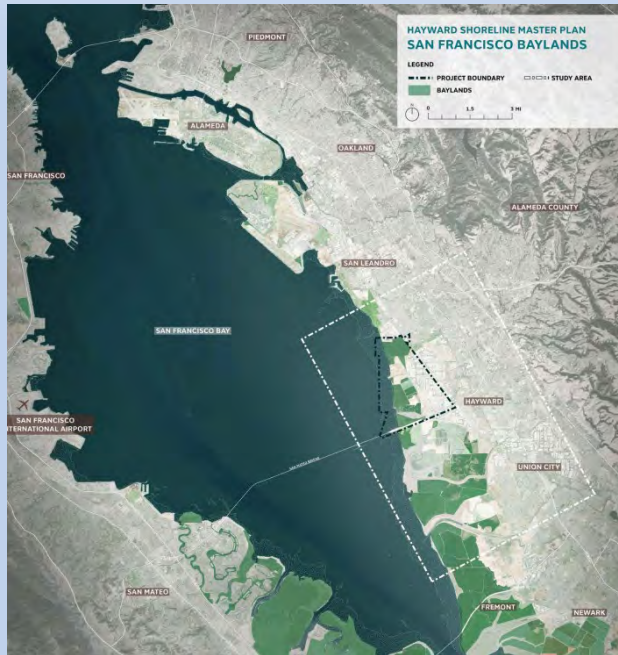 HAYWARD SHORELINE MASTER PLAN
SAN FRANCISCO BAYLANDS
LEGEND
PROJECT BOUNDARY
STUDY AREA
BAYLANDS
0 1.5 3 MI
PIEDMONT
ALAMEDA
OAKLAND
SAN FRANCISCO
ALAMEDA COUNTY
SAN LEANDRO
SAN FRANCISCO BAY
HAYWARD
SAN FRANCISCO
INTERNATIONAL AIRPORT
UNION CITY
SAN MATEO
FREMONT
NEWARK